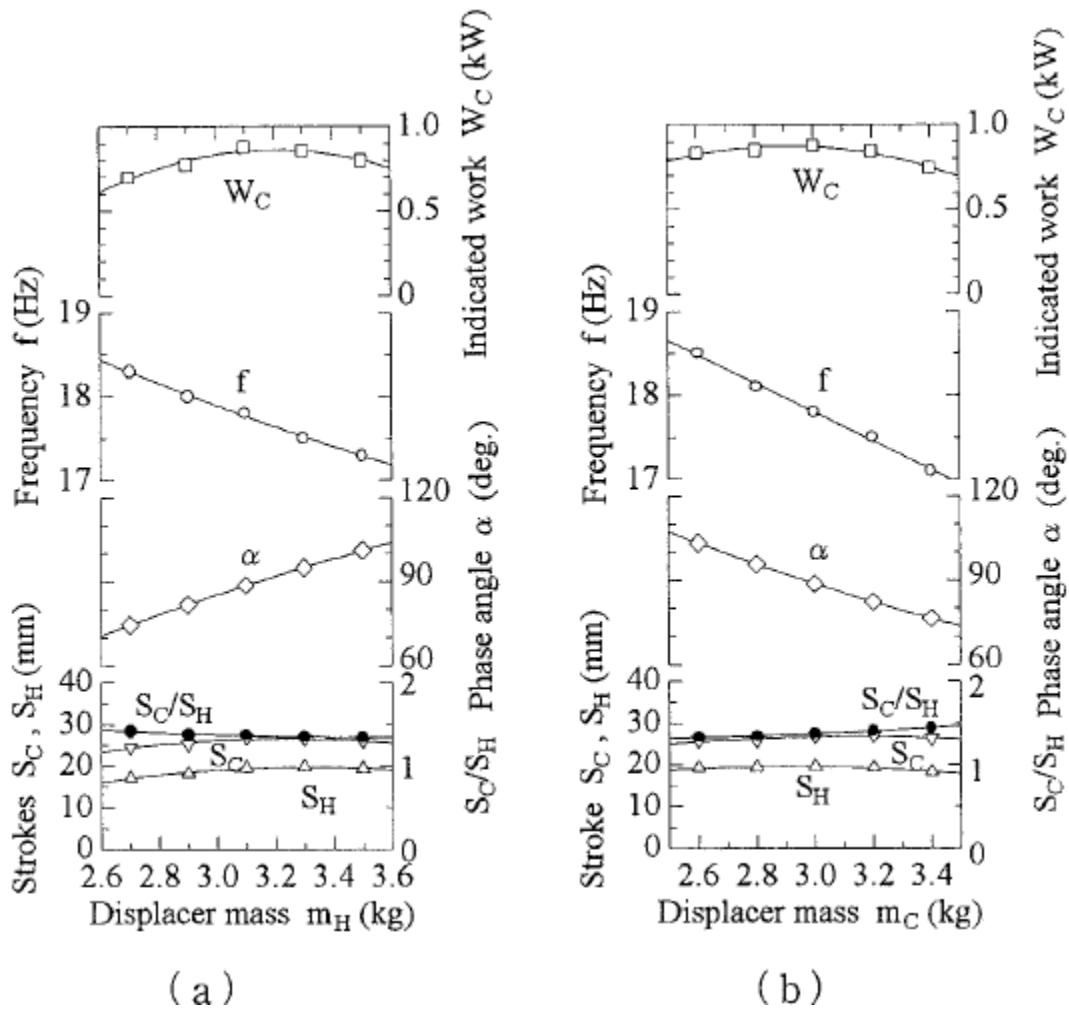 Indicated work W_C (kW)
1.0
0.5
0
W_C
Frequency f (Hz)
19
18
17
f
S_C/S_H Phase angle α (deg.)
120
90
60
α
Strokes S_C , S_H (mm)
40
30
20
10
0
2
1
0
S_C/S_H
S_C
S_H
2.6 2.8 3.0 3.2 3.4 3.6
Displacer mass m_H (kg)
(a)
Indicated work W_C (kW)
1.0
0.5
0
W_C
Frequency f (Hz)
19
18
17
f
S_C/S_H Phase angle α (deg.)
120
90
60
α
Stroke S_C, S_H (mm)
40
30
20
10
0
2
1
0
S_C/S_H
S_C
S_H
2.6 2.8 3.0 3.2 3.4
Displacer mass m_C (kg)
(b)